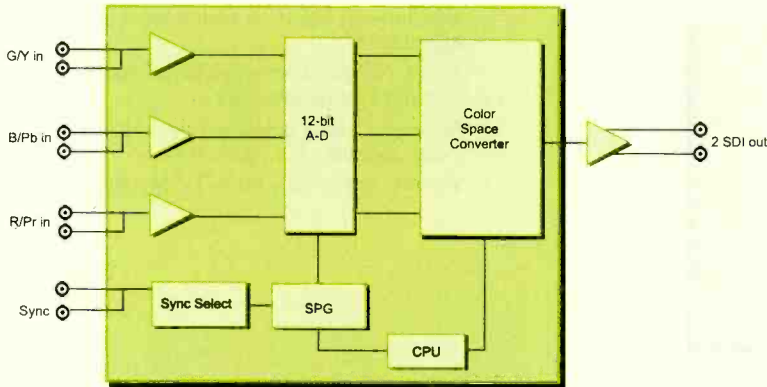 G/Y in
B/Pb in
R/Pr in
Sync
12-bit
A-D
Color
Space
Converter
2 SDI out
Sync Select
SPG
CPU